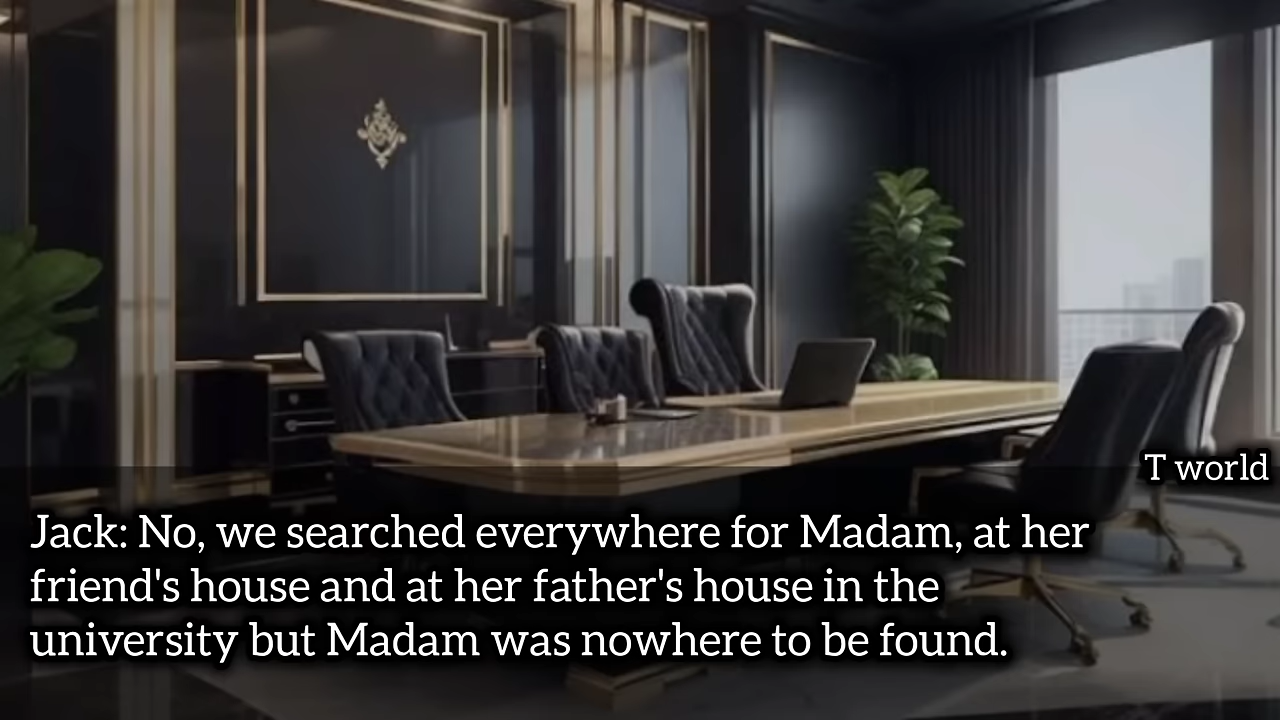 T world
Jack: No, we searched everywhere for Madam, at her
friend's house and at her father's house in the
university but Madam was nowhere to be found.